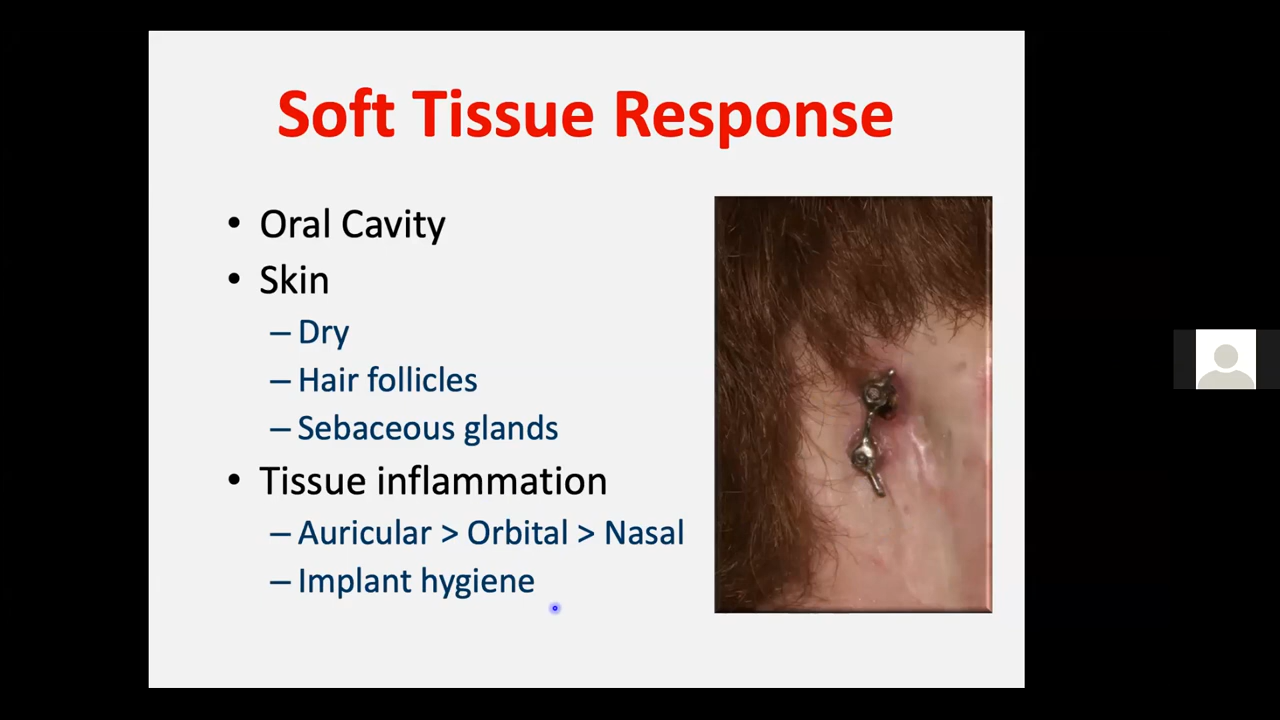 Soft Tissue Response
• Oral Cavity
• Skin
– Dry
– Hair follicles
– Sebaceous glands
• Tissue inflammation
– Auricular > Orbital > Nasal
– Implant hygiene